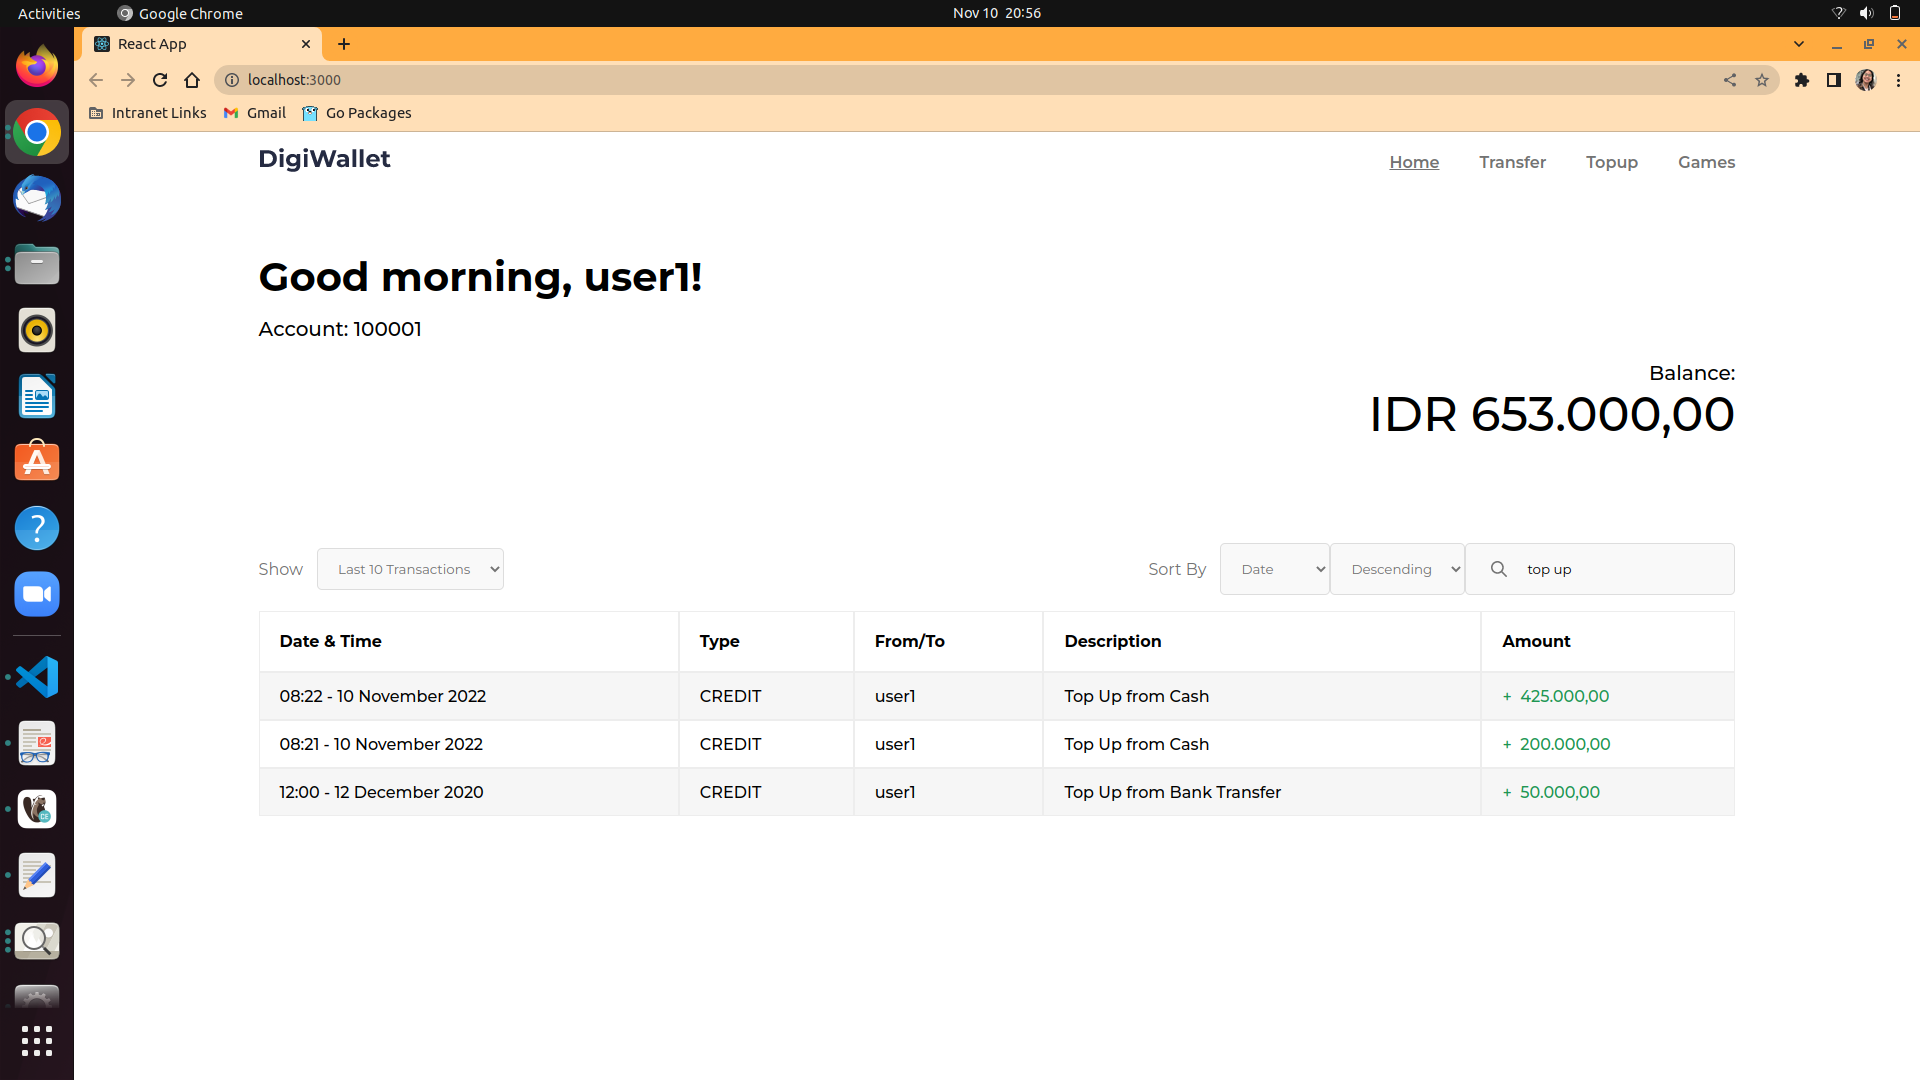 Activities Google Chrome Nov 10 20:56
React App
localhost:3000
Intranet Links Gmail Go Packages
DigiWallet Home Transfer Topup Games
Good morning, user1!
Account: 100001
Balance:
IDR 653.000,00
Show Last 10 Transactions Sort By Date Descending top up
Date & Time Type From/To Description Amount
08:22 - 10 November 2022 CREDIT user1 Top Up from Cash + 425.000,00
08:21 - 10 November 2022 CREDIT user1 Top Up from Cash + 200.000,00
12:00 - 12 December 2020 CREDIT user1 Top Up from Bank Transfer + 50.000,00